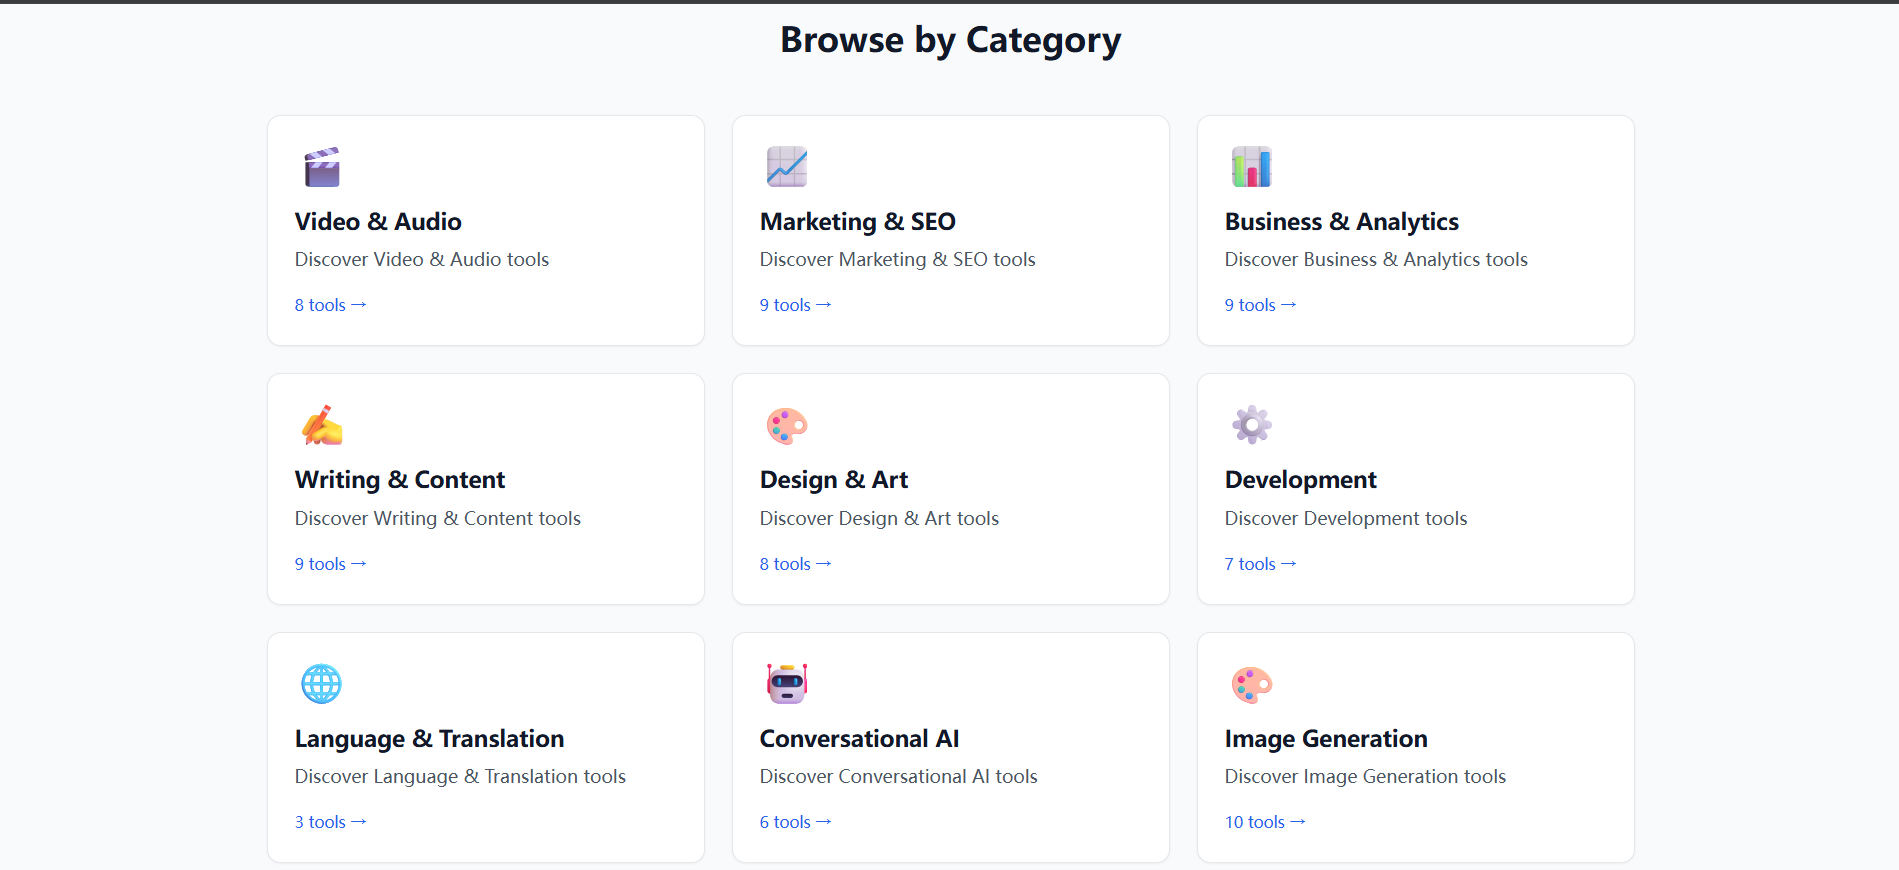 Browse by Category
Video & Audio
Discover Video & Audio tools
8 tools →
Marketing & SEO
Discover Marketing & SEO tools
9 tools →
Business & Analytics
Discover Business & Analytics tools
9 tools →
Writing & Content
Discover Writing & Content tools
9 tools →
Design & Art
Discover Design & Art tools
8 tools →
Development
Discover Development tools
7 tools →
Language & Translation
Discover Language & Translation tools
3 tools →
Conversational AI
Discover Conversational AI tools
6 tools →
Image Generation
Discover Image Generation tools
10 tools →